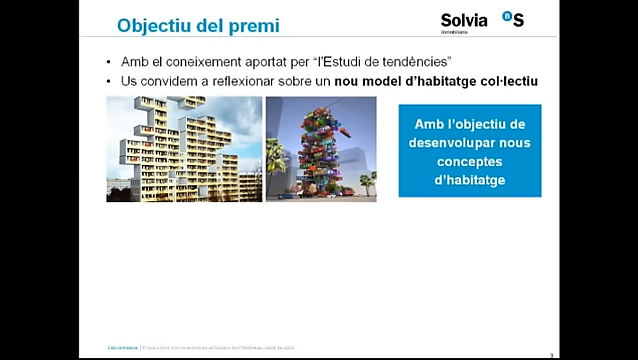 Objectiu del premi
Solvia
Inmobiliaria
S
• Amb el coneixement aportat per “l’Estudi de tendències”
• Us convidem a reflexionar sobre un nou model d’habitatge col·lectiu
Amb l’objectiu de
desenvolupar nous
conceptes
d’habitatge
3